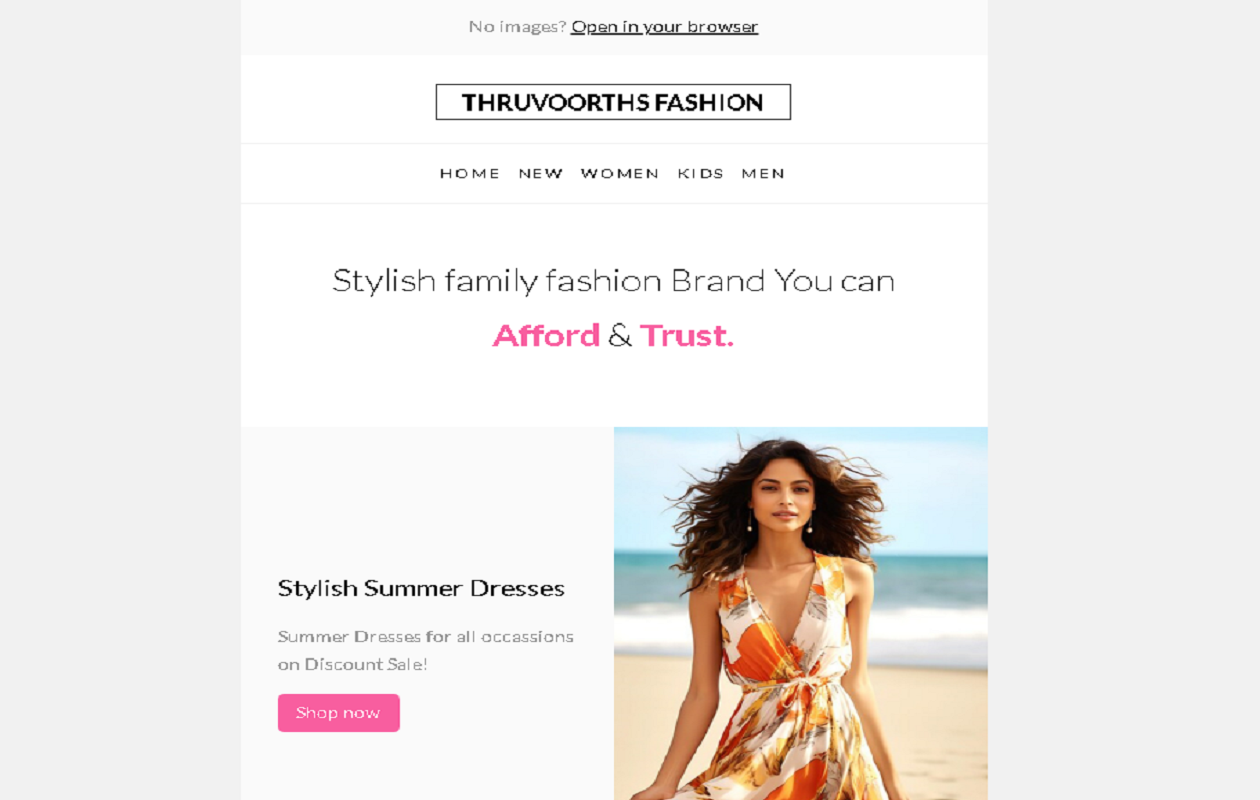 No images? Open in your browser
THRUVOORTHS FASHION
HOME NEW WOMEN KIDS MEN
Stylish family fashion Brand You can
Afford & Trust.
Stylish Summer Dresses
Summer Dresses for all occassions
on Discount Sale!
Shop now